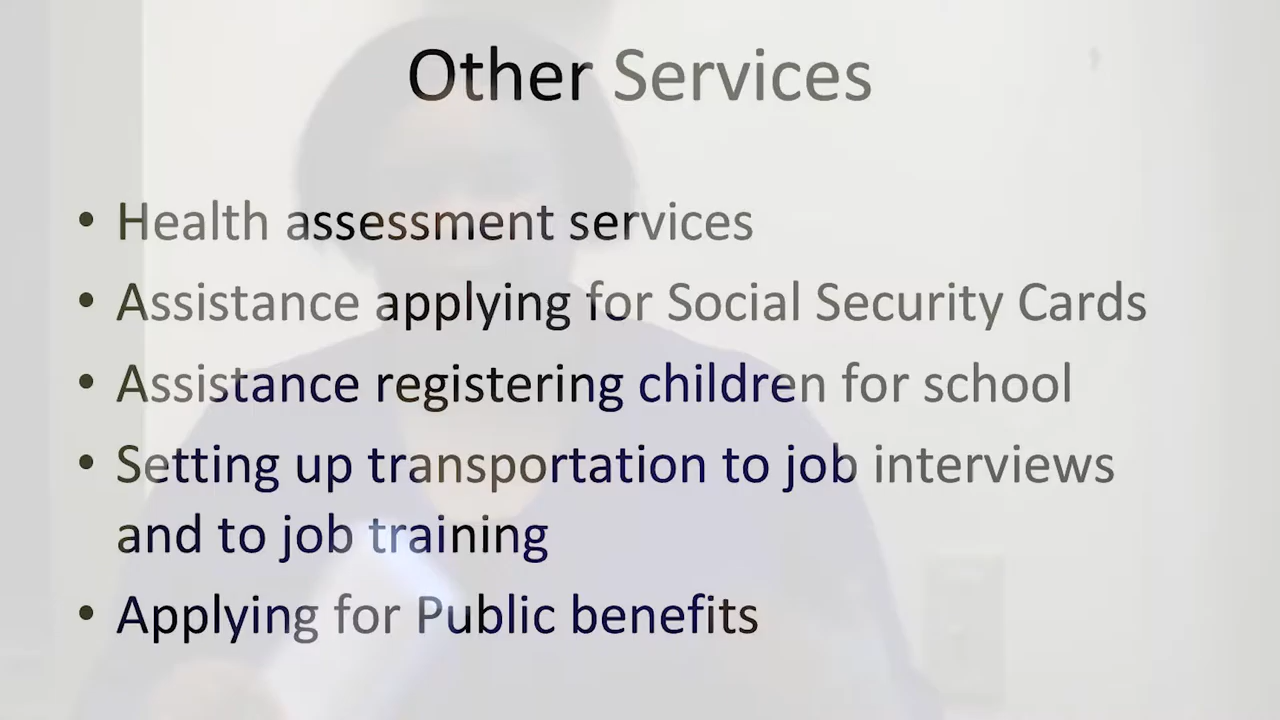 Other Services
• Health assessment services
• Assistance applying for Social Security Cards
• Assistance registering children for school
• Setting up transportation to job interviews
and to job training
• Applying for Public benefits